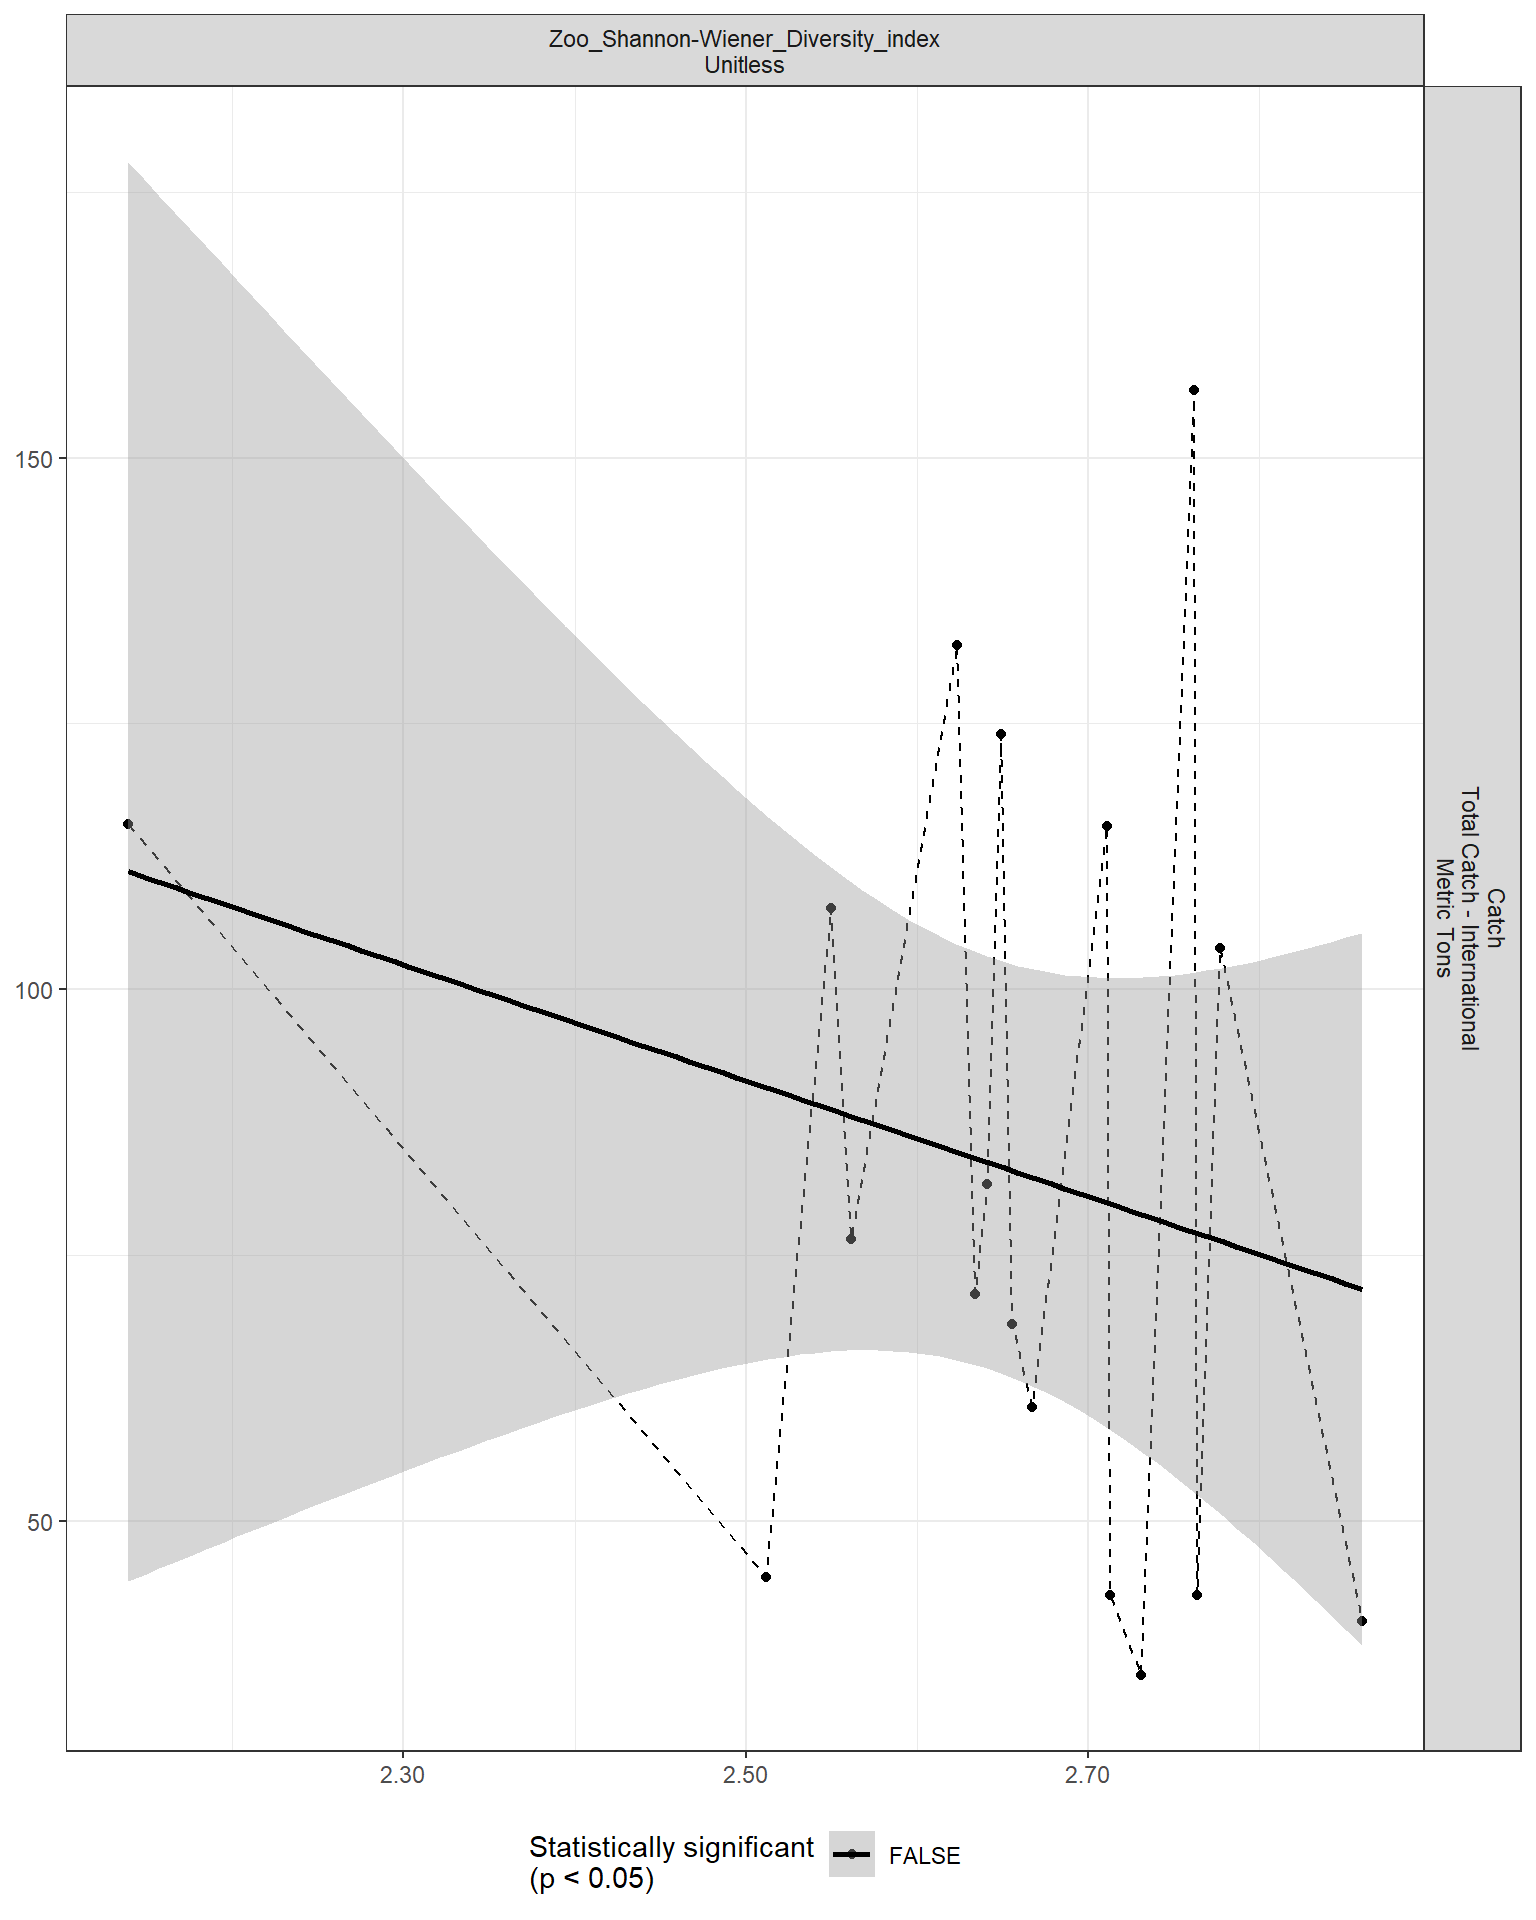 Zoo_Shannon-Wiener_Diversity_index
Unitless
Catch
Total Catch - International
Metric Tons
150
100
50
2.30
2.50
2.70
Statistically significant
(p < 0.05)
FALSE